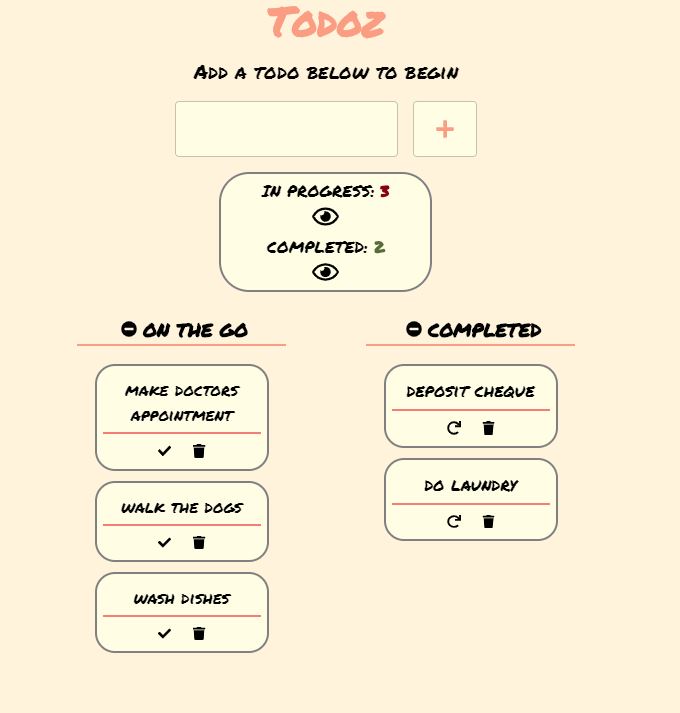 Todoz
Add a todo below to begin
+
In progress: 3
Completed: 2
On the go
Completed
Make doctors
appointment
Walk the dogs
Wash dishes
Deposit cheque
Do laundry